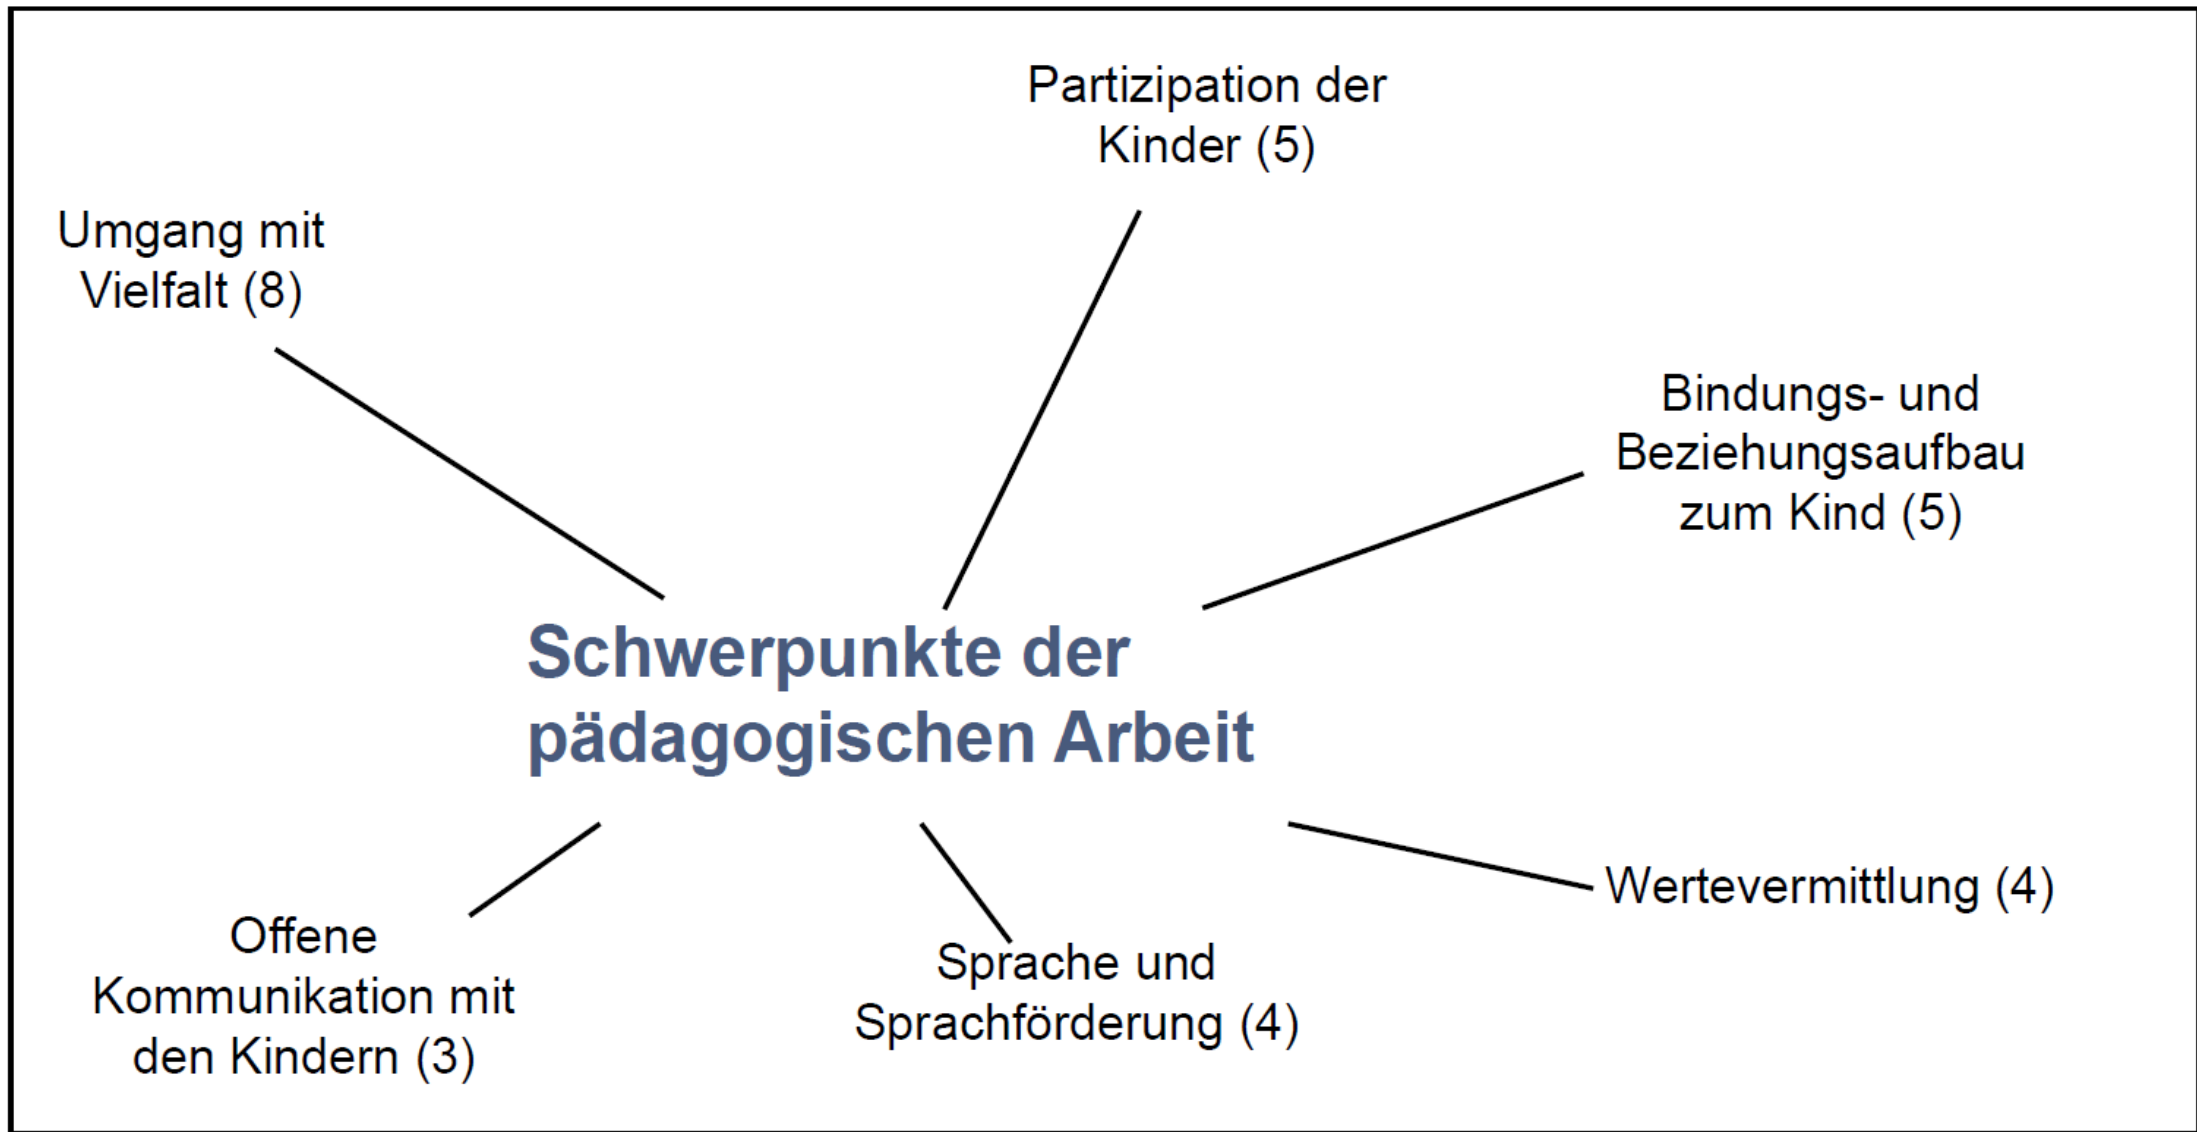 Partizipation der
Kinder (5)
Umgang mit
Vielfalt (8)
Bindungs- und
Beziehungsaufbau
zum Kind (5)
Schwerpunkte der
pädagogischen Arbeit
Wertevermittlung (4)
Offene
Kommunikation mit
den Kindern (3)
Sprache und
Sprachförderung (4)